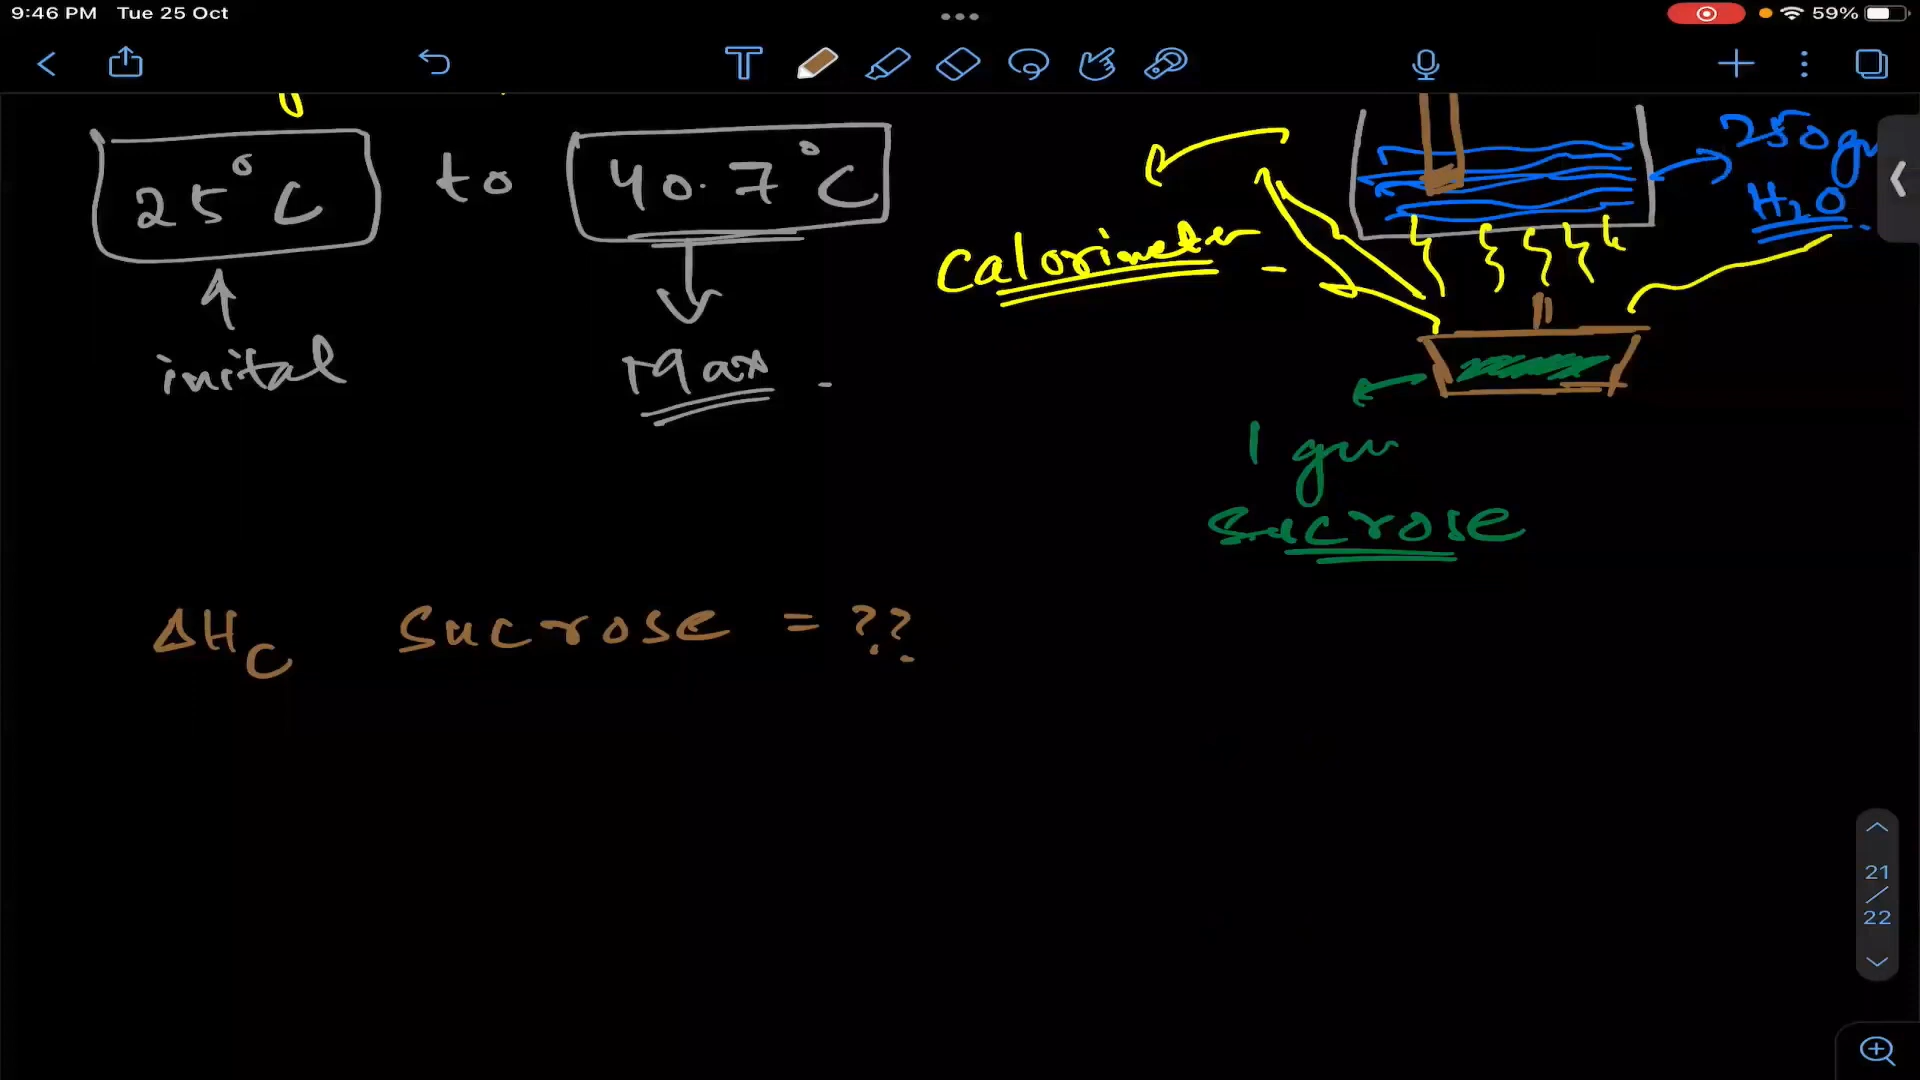 9:46 PM Tue 25 Oct
59%
25°C to 40.7°C
inital
Max
Calorimeter
250gm
H2O
1 gm
Sucrose
ΔHC Sucrose = ??
21
22